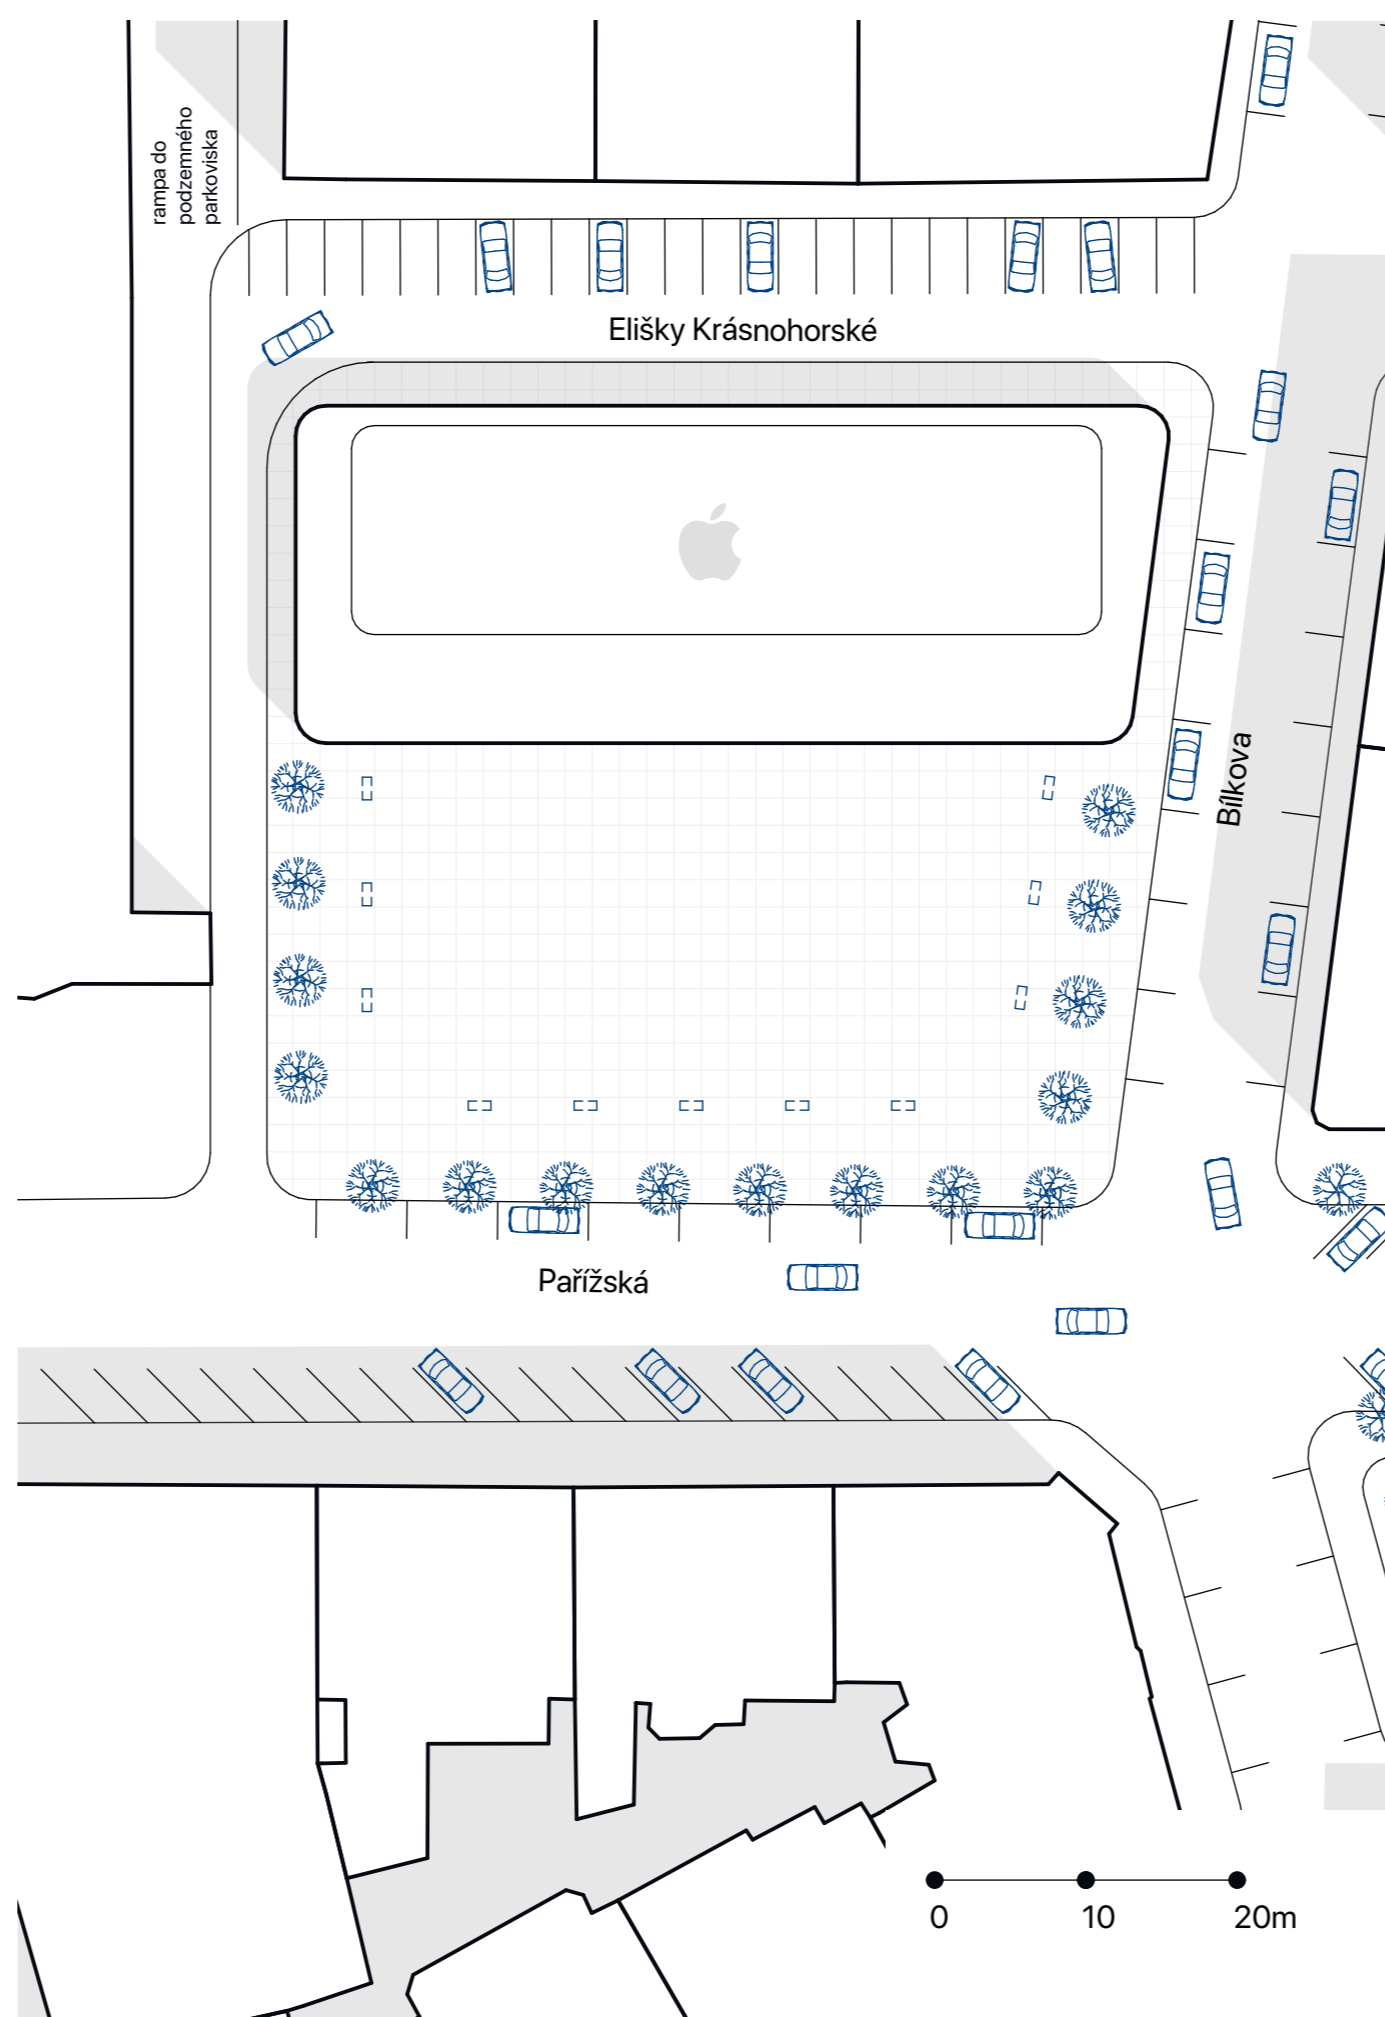 rampa do
podzemného
parkoviska
Elišky Krásnohorské
Bílkova
Pařížská
0 10 20m